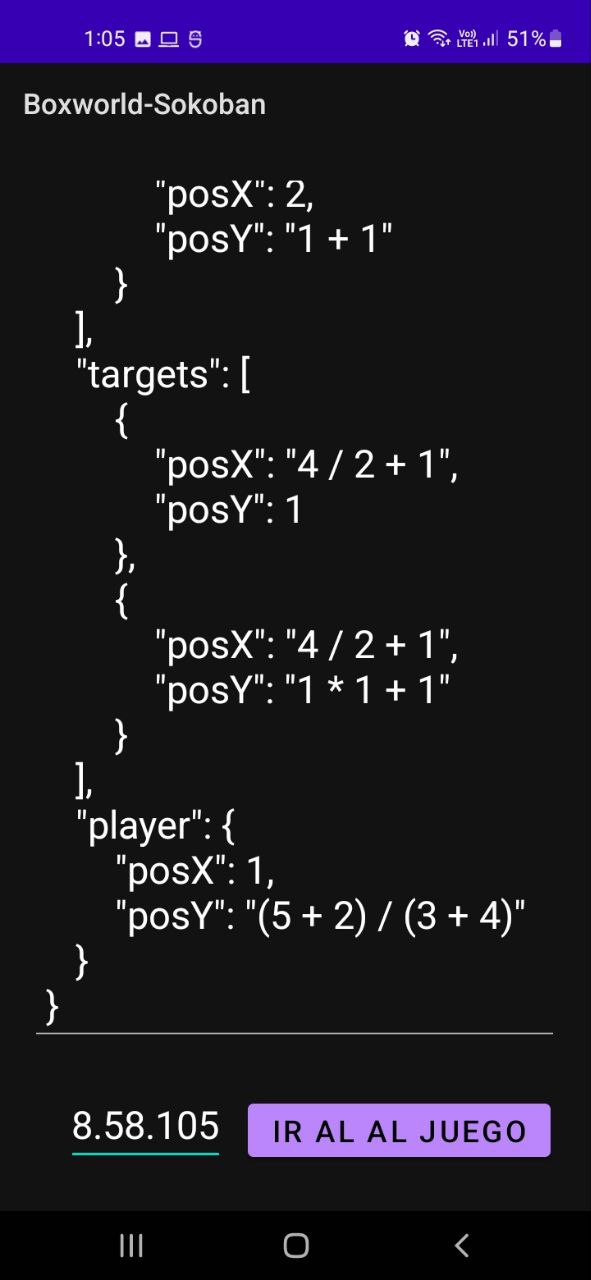 1:05
Vo))
LTE1
51%
Boxworld-Sokoban
"posX": 2,
"posY": "1 + 1"
}
],
"targets": [
{
"posX": "4 / 2 + 1",
"posY": 1
},
{
"posX": "4 / 2 + 1",
"posY": "1 * 1 + 1"
}
],
"player": {
"posX": 1,
"posY": "(5 + 2) / (3 + 4)"
}
}
8.58.105
IR AL AL JUEGO